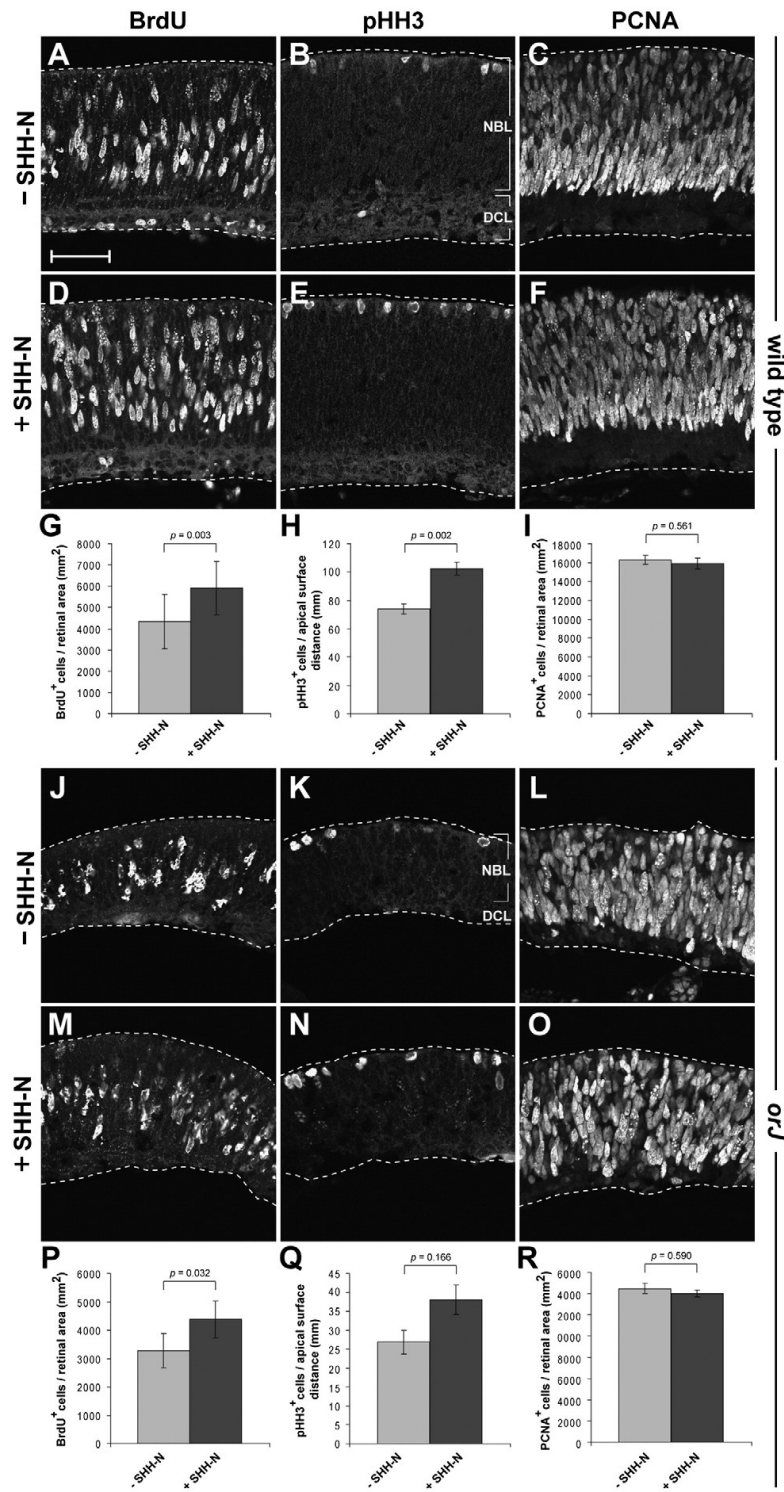 BrdU
pHH3
PCNA
A
B
C
NBL
DCL
– SHH-N
D
E
F
+ SHH-N
wild type
G
p = 0.003
8000
7000
6000
5000
4000
3000
2000
1000
0
BrdU+ cells / retinal area (mm2)
- SHH-N
+ SHH-N
H
p = 0.002
120
100
80
60
40
20
0
pHH3+ cells / apical surface
distance (mm)
- SHH-N
+ SHH-N
I
p = 0.561
18000
16000
14000
12000
10000
8000
6000
4000
2000
0
PCNA+ cells / retinal area (mm2)
- SHH-N
+ SHH-N
J
K
L
NBL
DCL
– SHH-N
M
N
O
+ SHH-N
orJ
P
p = 0.032
6000
5000
4000
3000
2000
1000
0
BrdU+ cells / retinal area (mm2)
- SHH-N
+ SHH-N
Q
p = 0.166
45
40
35
30
25
20
15
10
5
0
pHH3+ cells / apical surface
distance (mm)
- SHH-N
+ SHH-N
R
p = 0.590
6000
4000
2000
0000
8000
6000
4000
2000
0
PCNA+ cells / retinal area (mm2)
- SHH-N
+ SHH-N